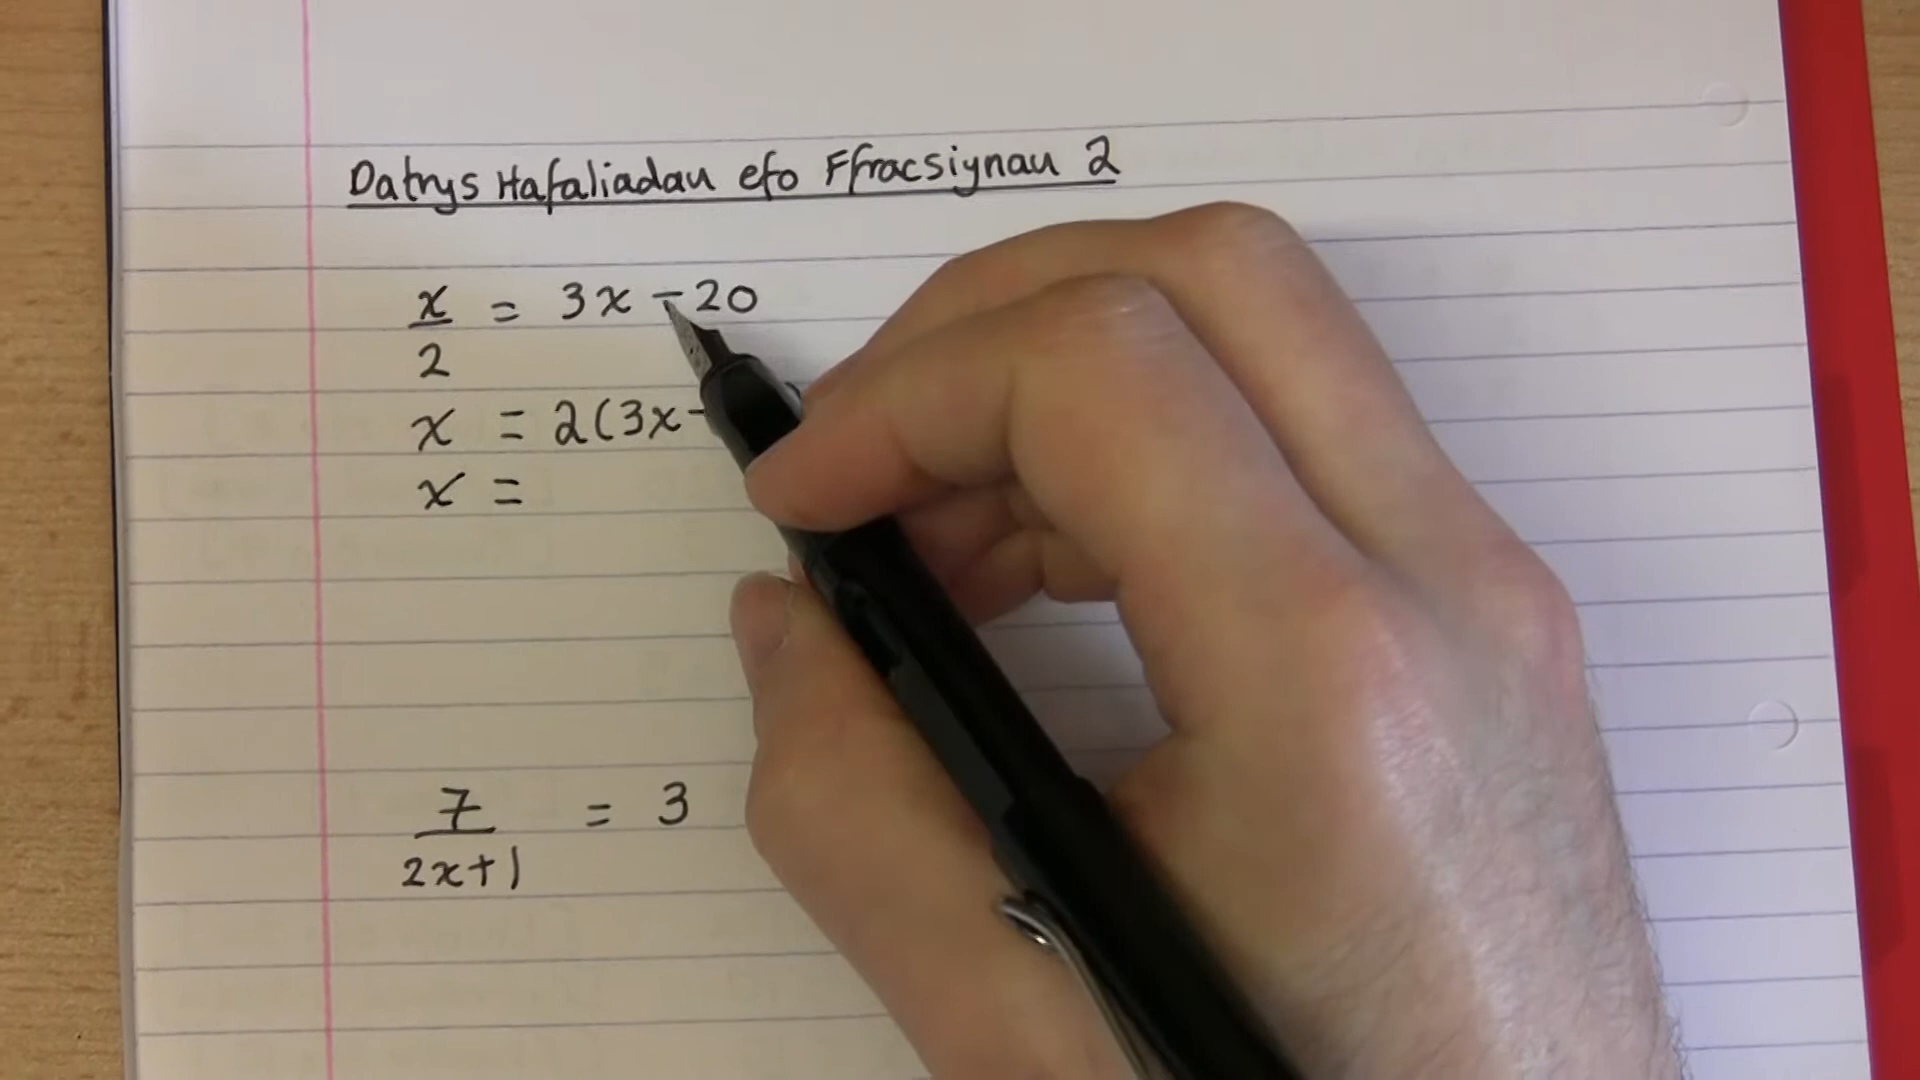 Datrys Hafaliadau efo Ffracsiynau 2
x/2 = 3x - 20
x = 2(3x -
x =
7/(2x+1) = 3